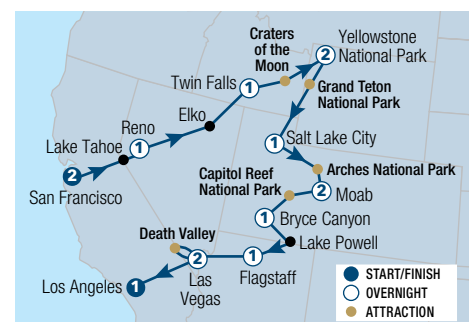 Craters
of the
Moon
2
Yellowstone
National Park
Twin Falls
1
Grand Teton
National Park
Elko
Reno
1
Lake Tahoe
2
San Francisco
1
Salt Lake City
Arches National Park
Capitol Reef
National Park
2
Moab
1
Bryce Canyon
Death Valley
Lake Powell
2
Las
Vegas
1
Flagstaff
Los Angeles
1
START/FINISH
OVERNIGHT
ATTRACTION